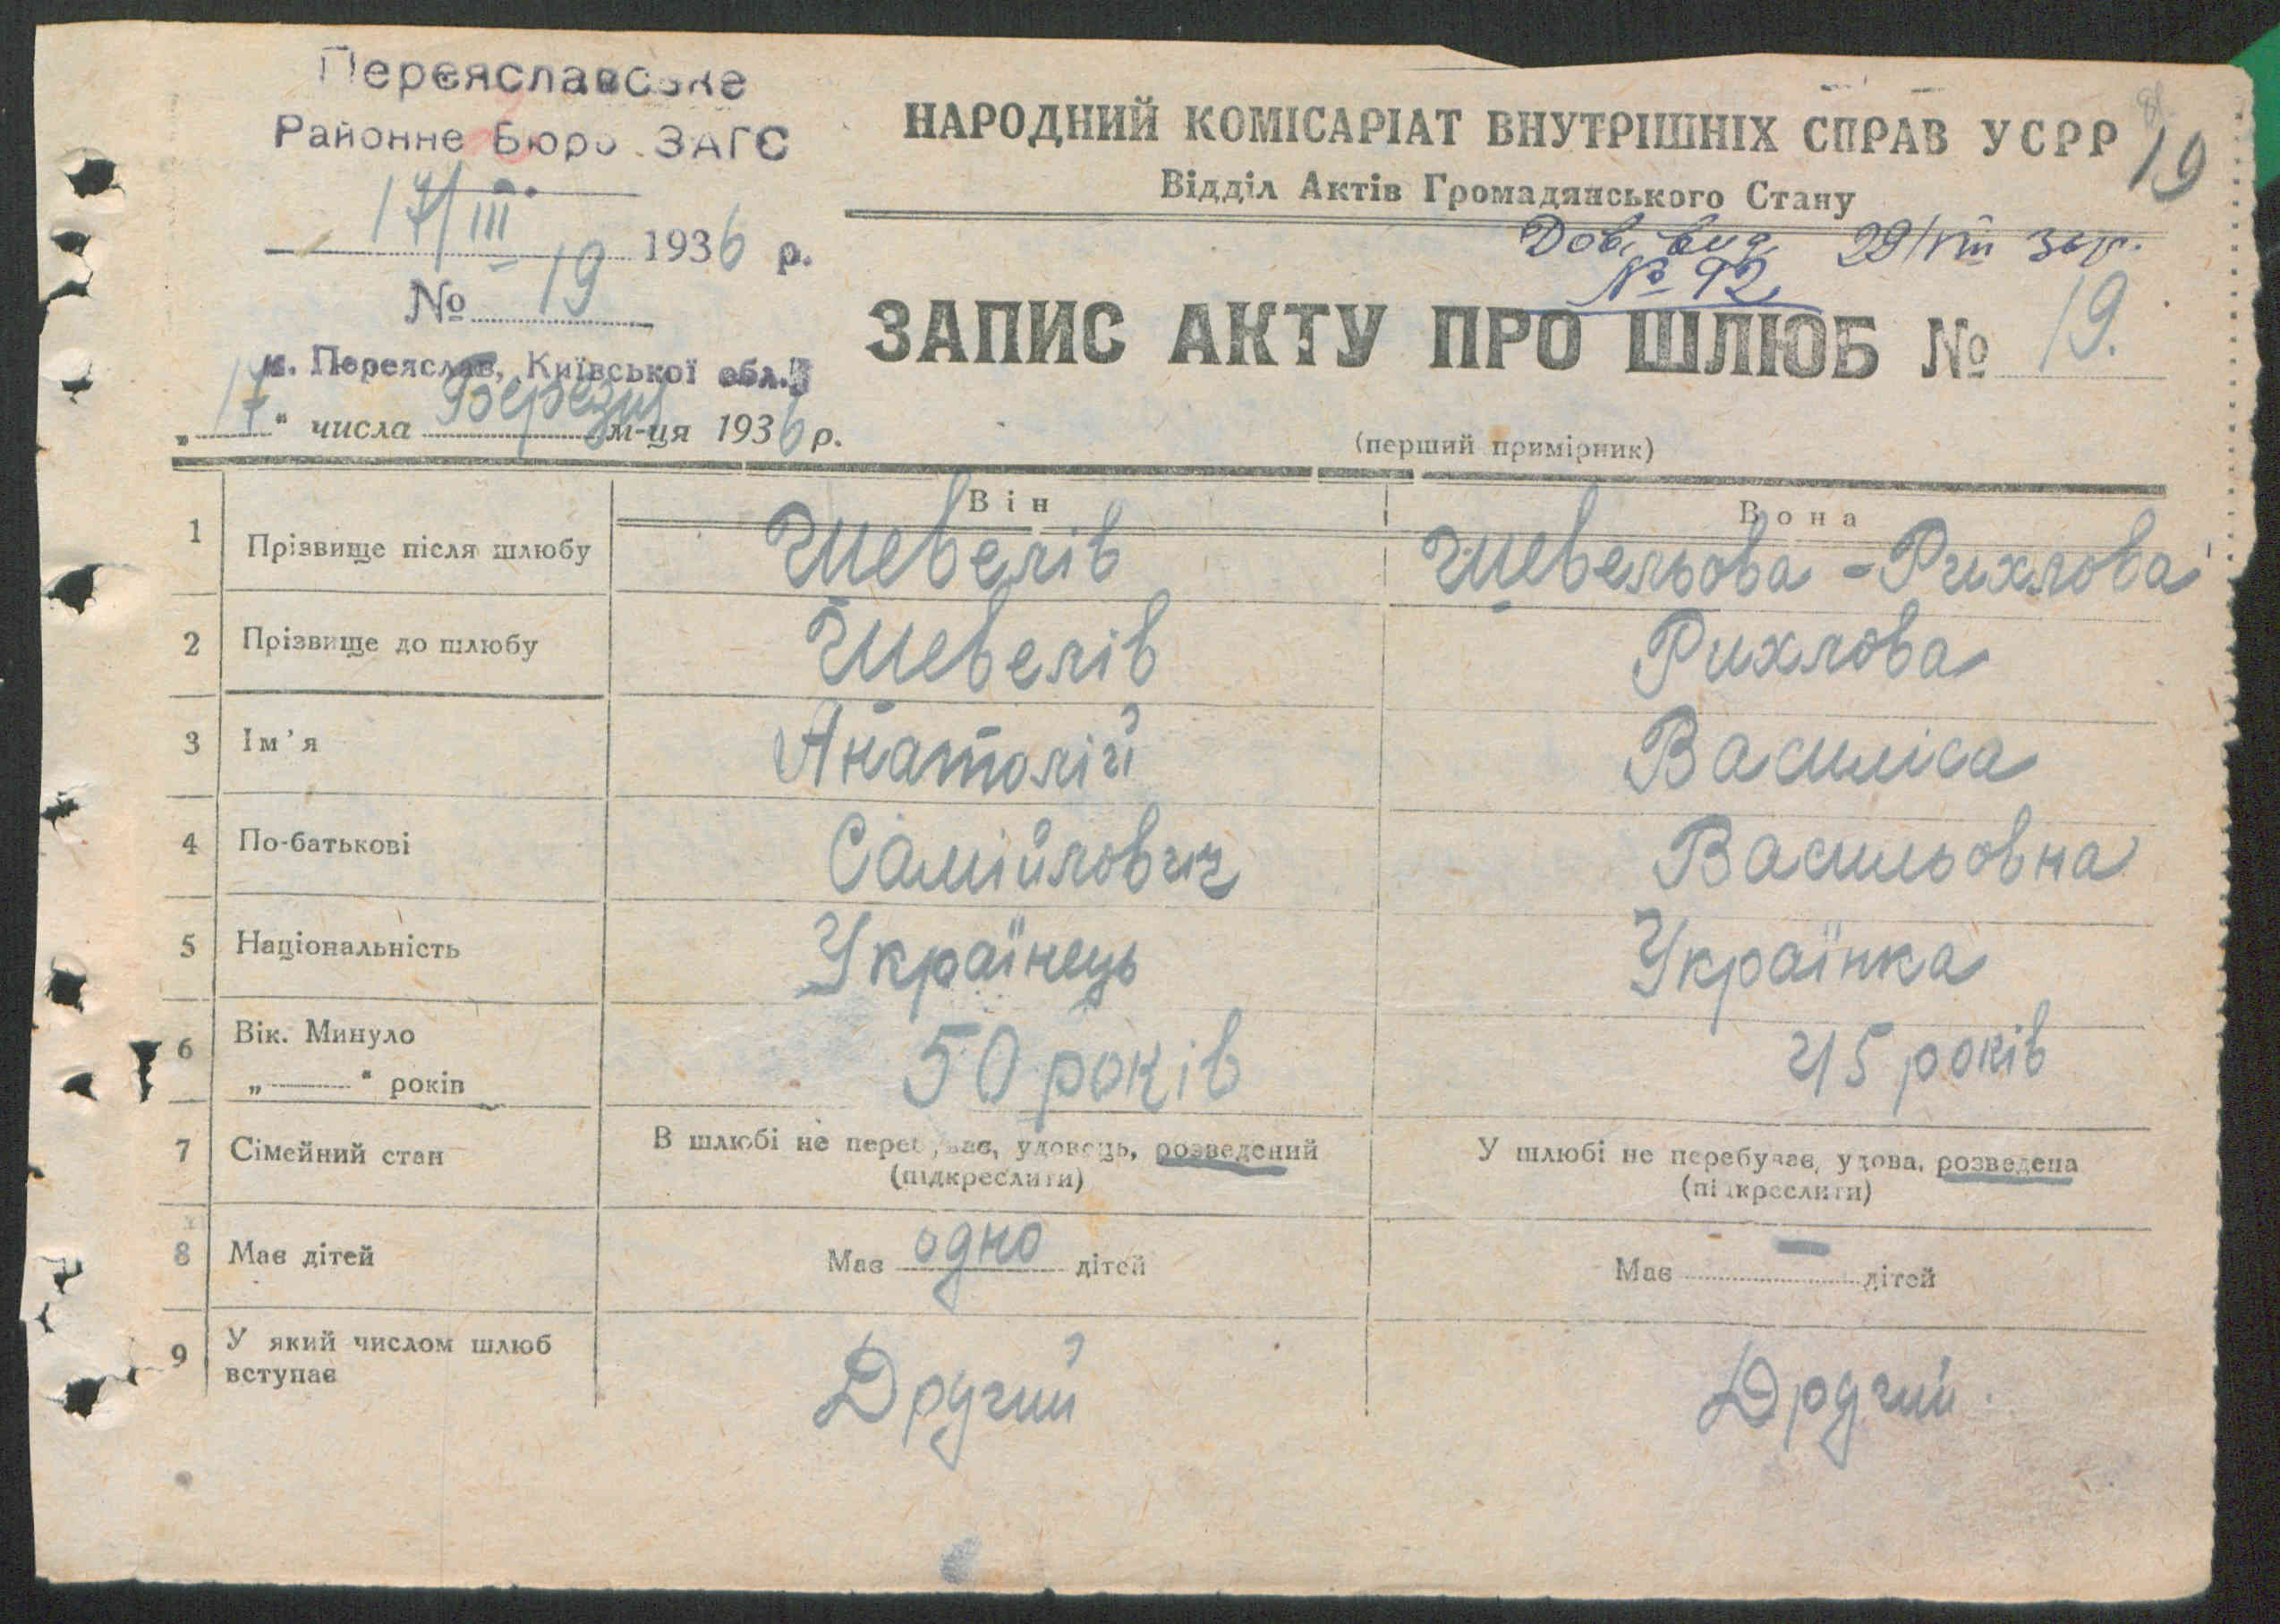 Переяславське
Районне Бюро ЗАГС
17/III 1936 р.
№ 19
м. Переяслав, Київської обл.
„17“ числа Березня м-ця 1936 р.
НАРОДНИЙ КОМІСАРІАТ ВНУТРІШНІХ СПРАВ УСРР
19
Відділ Актів Громадянського Стану
Дов. вид. 29/VIII
№ 92
ЗАПИС АКТУ ПРО ШЛЮБ № 19.
(перший примірник)
Він Вона
1 Прізвище після шлюбу Шевелів Шевельова - Рихлова
2 Прізвище до шлюбу Шевелів Рихлова
3 Ім'я Анатолій Василіса
4 По-батькові Самійлович Васильовна
5 Національність Українець Українка
6 Вік. Минуло „ “ років 50 років 45 років
7 Сімейний стан В шлюбі не перебуває, удовець, розведений (підкреслити) У шлюбі не перебуває, удова, розведена (підкреслити)
8 Має дітей Має одно дітей Має — дітей
9 У який числом шлюб вступає Другий Другий.